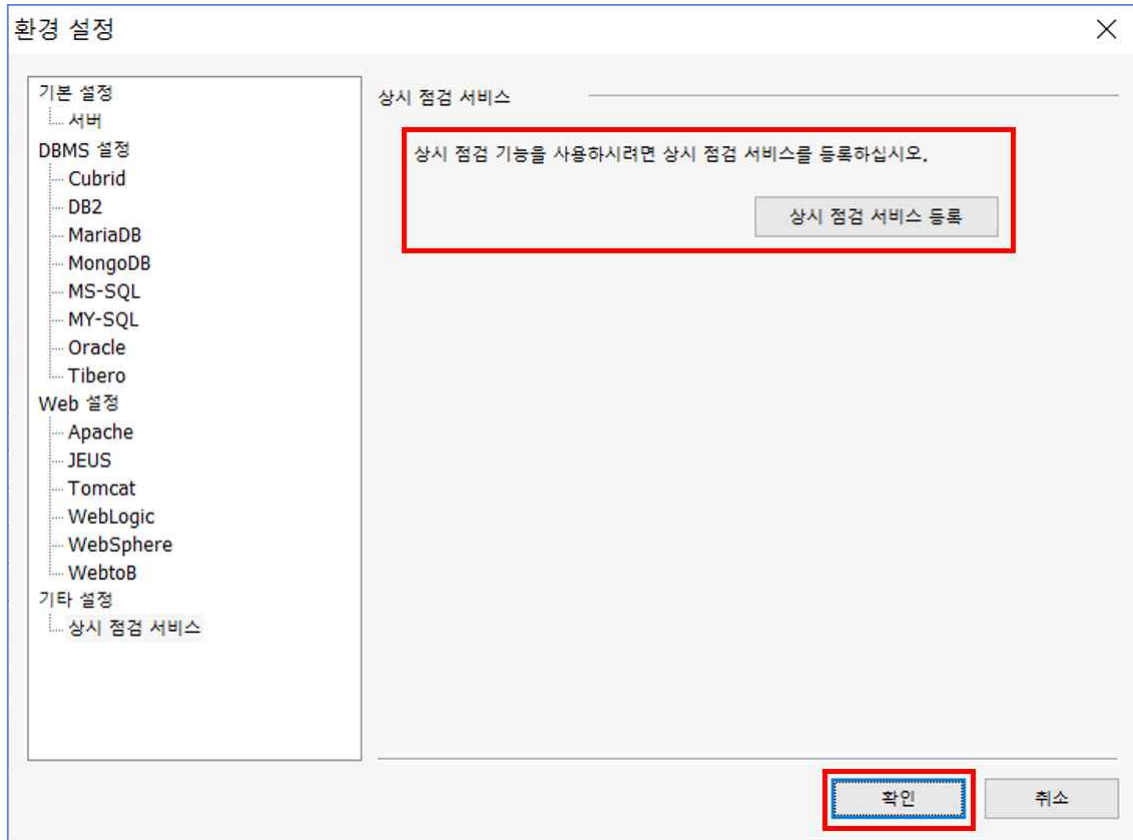 환경 설정
기본 설정
서버
DBMS 설정
Cubrid
DB2
MariaDB
MongoDB
MS-SQL
MY-SQL
Oracle
Tibero
Web 설정
Apache
JEUS
Tomcat
WebLogic
WebSphere
WebtoB
기타 설정
상시 점검 서비스
상시 점검 서비스
상시 점검 기능을 사용하시려면 상시 점검 서비스를 등록하십시오.
상시 점검 서비스 등록
확인
취소